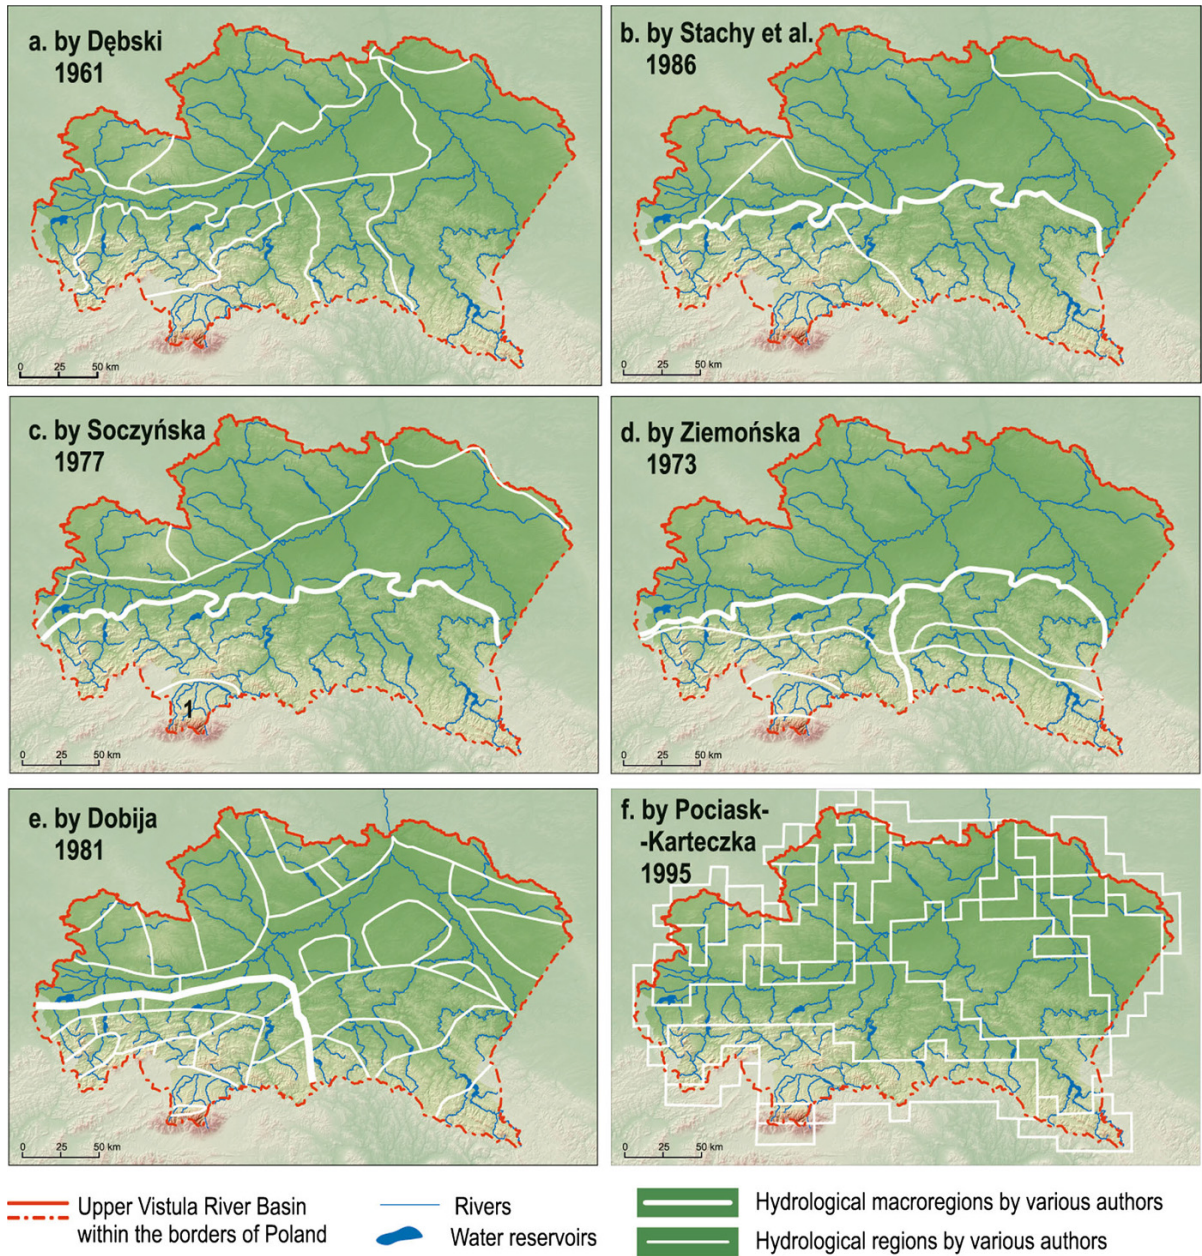 a. by Dębski
1961
0 25 50 km
b. by Stachy et al.
1986
0 25 50 km
c. by Soczyńska
1977
1
0 25 50 km
d. by Ziemońska
1973
0 25 50 km
e. by Dobija
1981
0 25 50 km
f. by Pociask-
-Karteczka
1995
0 25 50 km
Upper Vistula River Basin
within the borders of Poland
Rivers
Water reservoirs
Hydrological macroregions by various authors
Hydrological regions by various authors